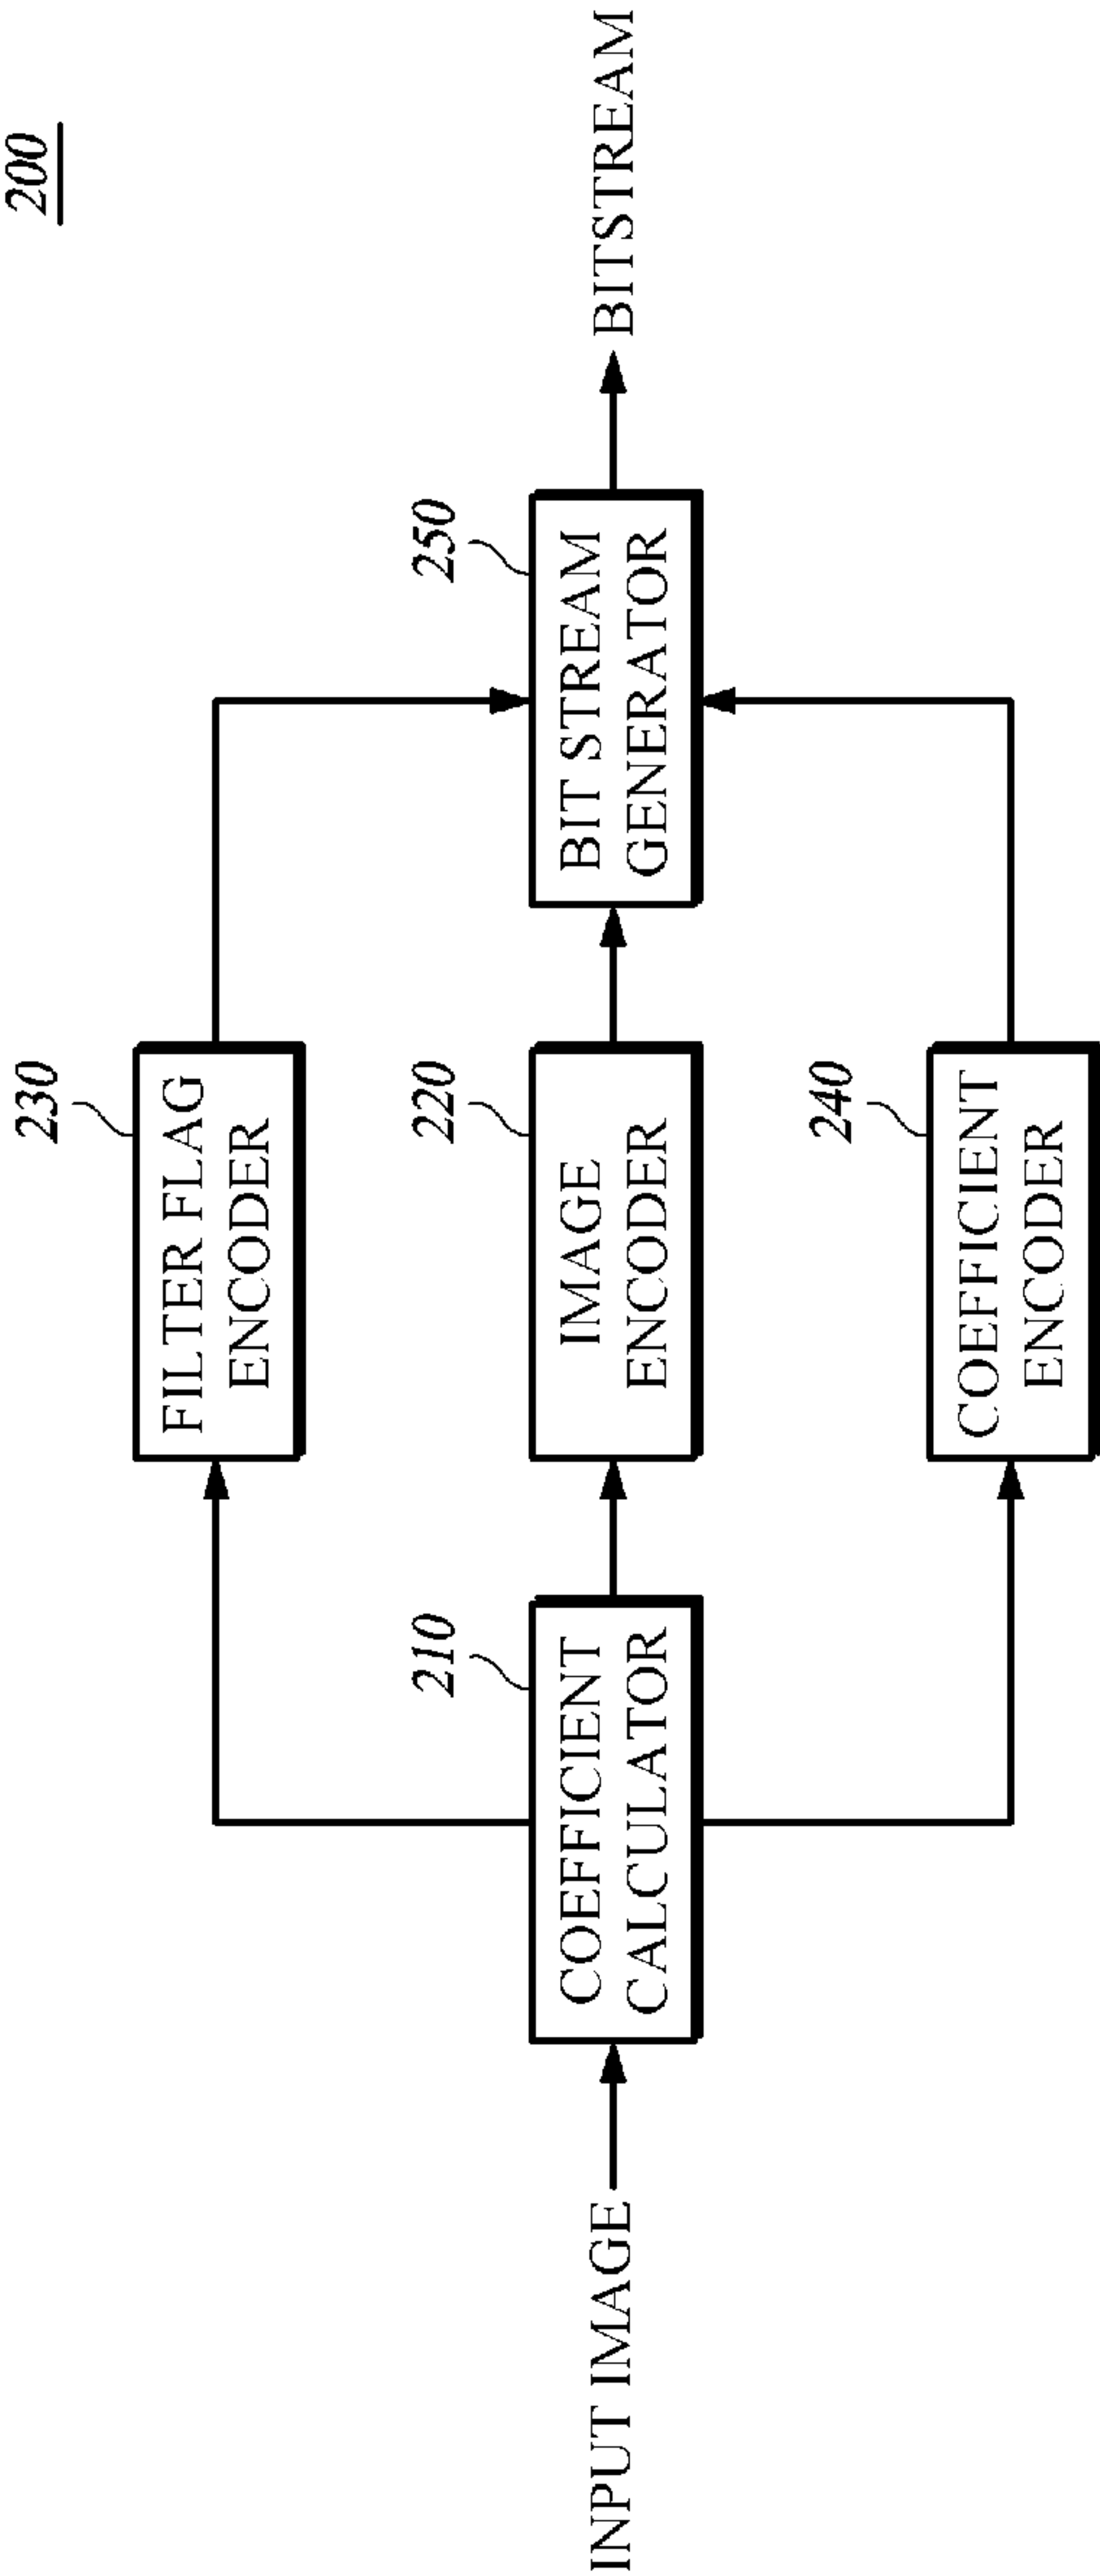 200
230
FILTER FLAG
ENCODER
INPUT IMAGE
210
COEFFICIENT
CALCULATOR
220
IMAGE
ENCODER
250
BIT STREAM
GENERATOR
BITSTREAM
240
COEFFICIENT
ENCODER